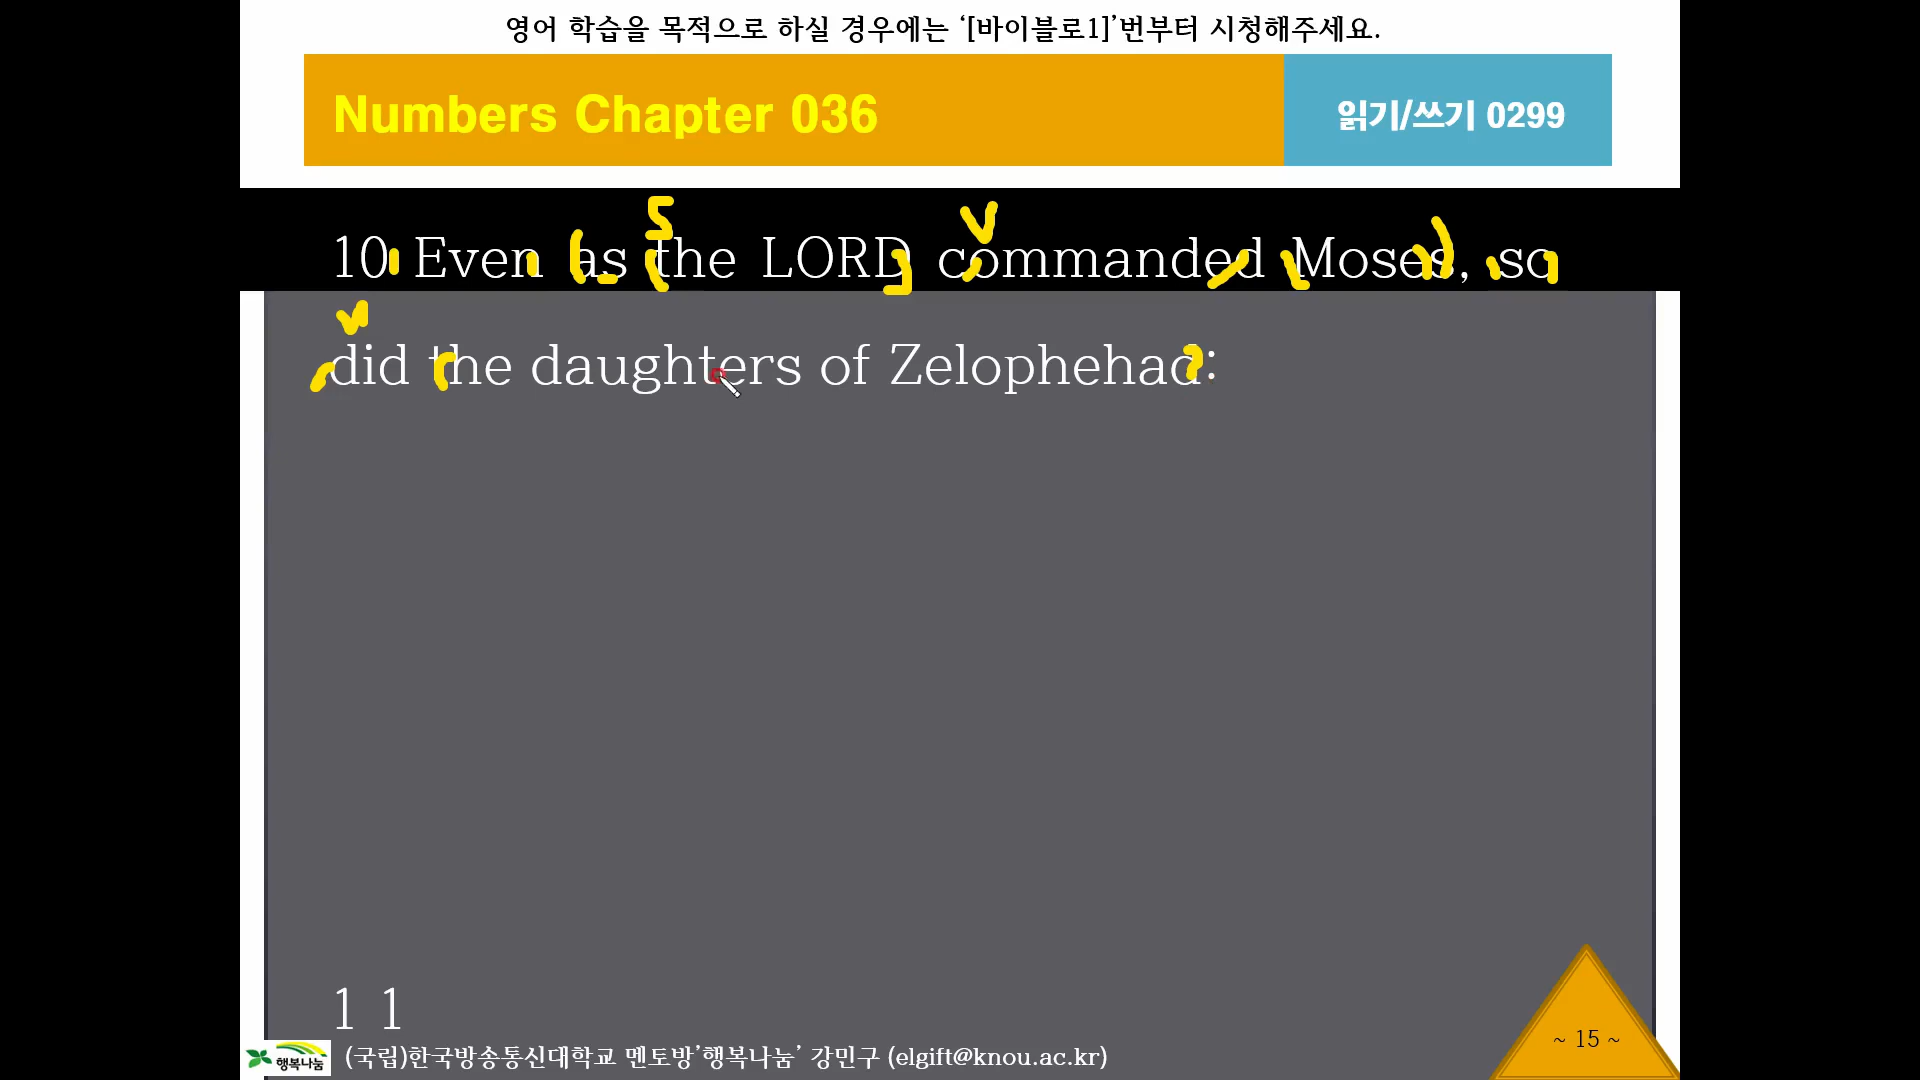 영어 학습을 목적으로 하실 경우에는 ‘[바이블로1]’번부터 시청해주세요.
Numbers Chapter 036
읽기/쓰기 0299
S V
10 Even as the LORD commanded Moses, so
did the daughters of Zelophehad:
1 1
행복나눔 (국립)한국방송통신대학교 멘토방’행복나눔’ 강민구 (elgift@knou.ac.kr)
~ 15 ~